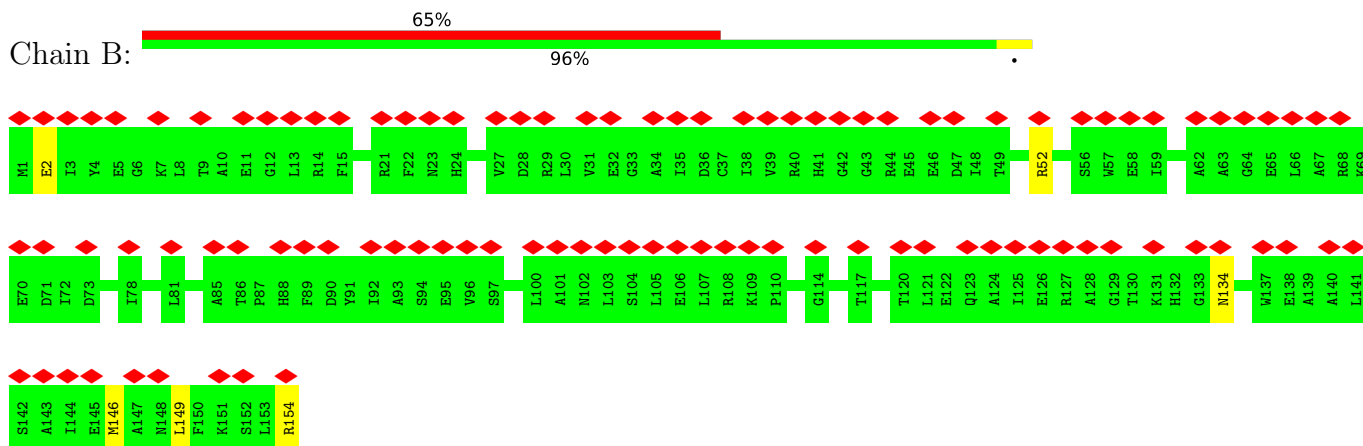 65%
Chain B:
96%
.
M1 E2 I3 Y4 E5 G6 K7 L8 T9 A10 E11 G12 L13 R14 F15 R21 F22 N23 H24 V27 D28 R29 L30 V31 E32 G33 A34 I35 D36 C37 I38 V39 R40 H41 G42 G43 R44 E45 E46 D47 I48 T49 R52 S56 W57 E58 I59 A62 A63 G64 E65 L66 A67 R68 K69
E70 D71 I72 D73 I78 L81 A85 T86 P87 H88 F89 D90 Y91 I92 A93 S94 E95 V96 S97 L100 A101 N102 L103 S104 L105 E106 L107 R108 K109 P110 G114 T117 T120 L121 E122 Q123 A124 I125 E126 R127 A128 G129 T130 K131 H132 G133 N134 W137 E138 A139 A140 L141
S142 A143 I144 E145 M146 A147 N148 L149 F150 K151 S152 L153 R154